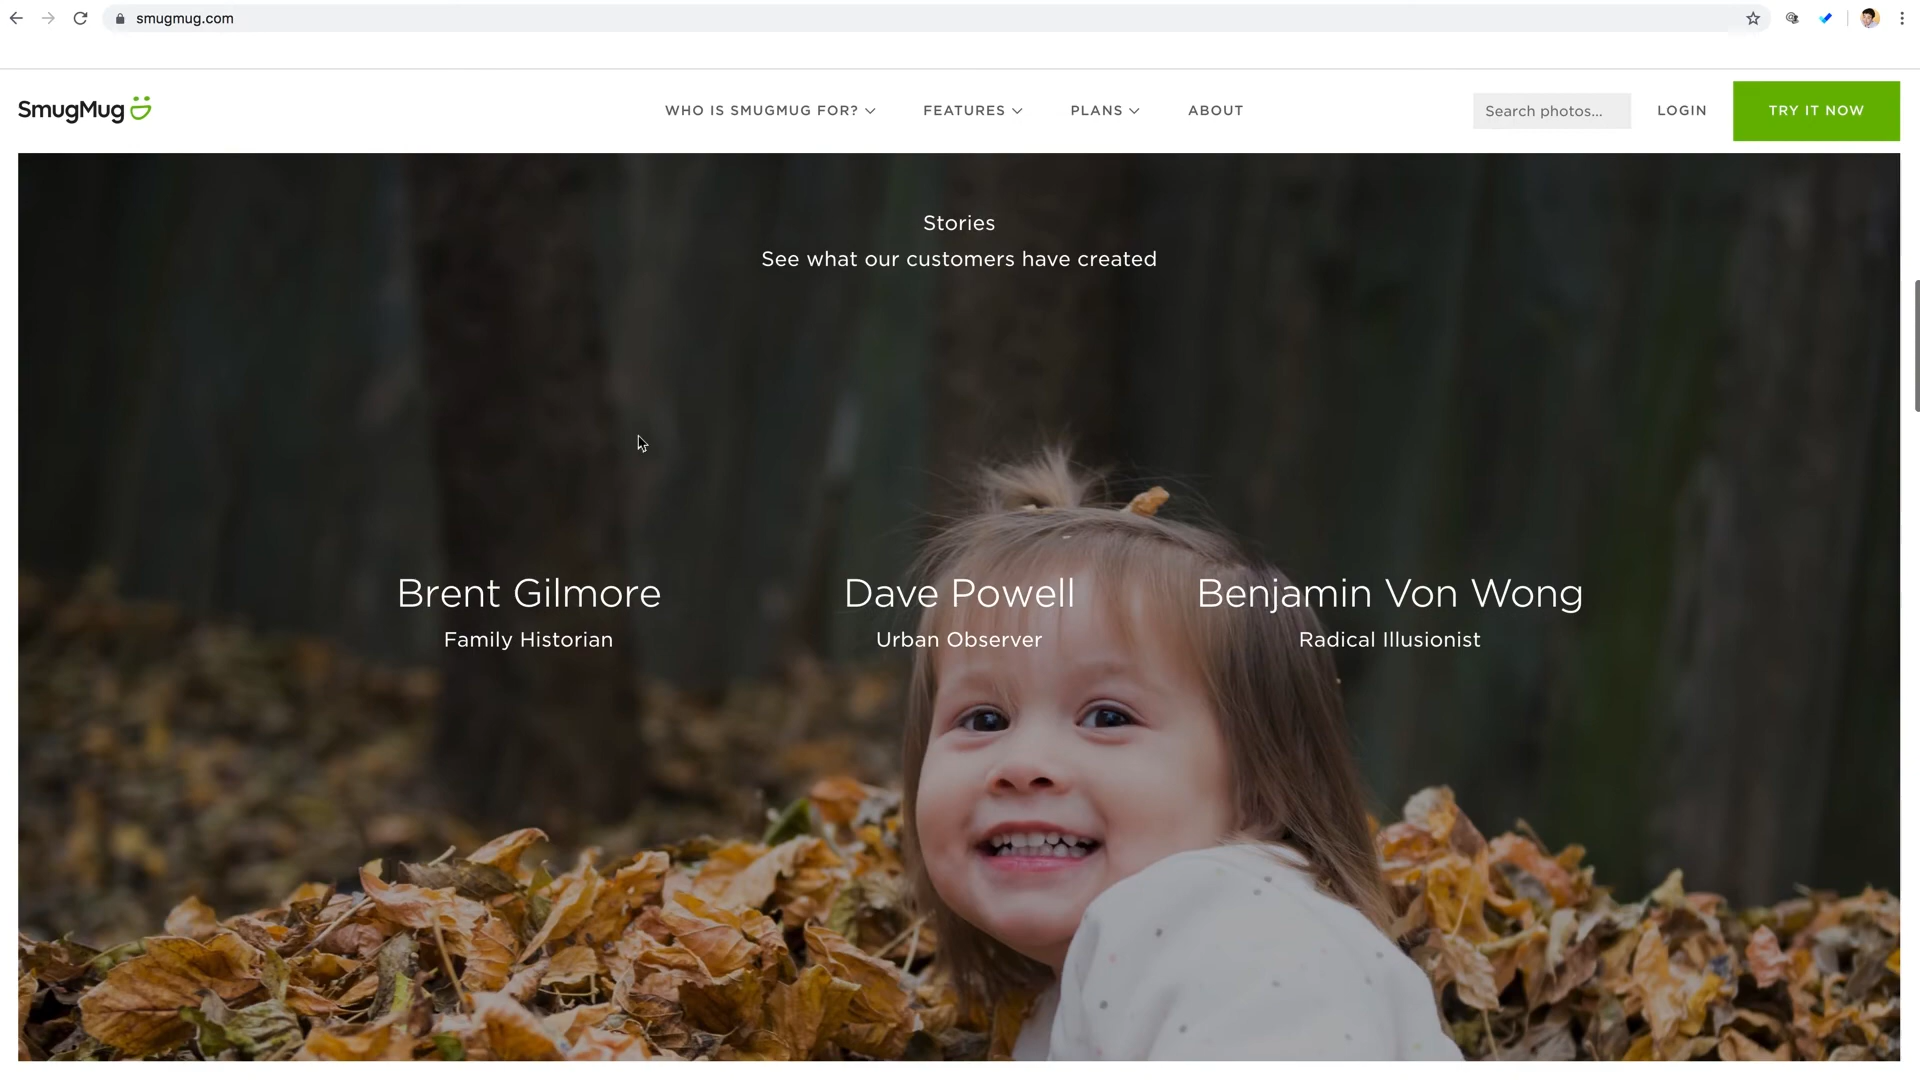 smugmug.com
SmugMug
WHO IS SMUGMUG FOR?
FEATURES
PLANS
ABOUT
Search photos...
LOGIN
TRY IT NOW
Stories
See what our customers have created
Brent Gilmore
Family Historian
Dave Powell
Urban Observer
Benjamin Von Wong
Radical Illusionist